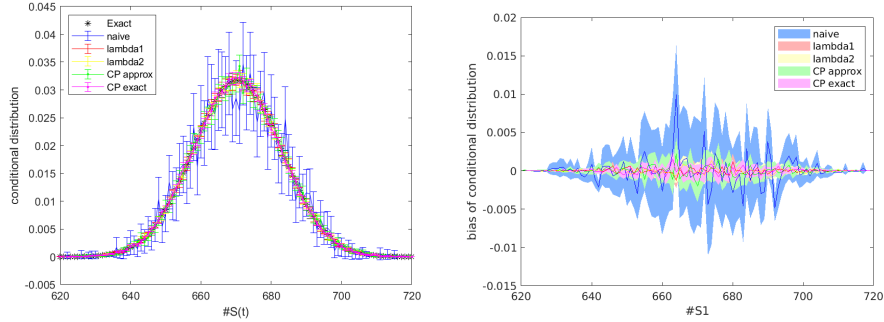 0.045
0.04
0.035
0.03
0.025
0.02
0.015
0.01
0.005
0
-0.005
conditional distribution
620 640 660 680 700 720
#S(t)
Exact
naive
lambda1
lambda2
CP approx
CP exact
0.02
0.015
0.01
0.005
0
-0.005
-0.01
-0.015
bias of conditional distribution
620 640 660 680 700 720
#S1
naive
lambda1
lambda2
CP approx
CP exact